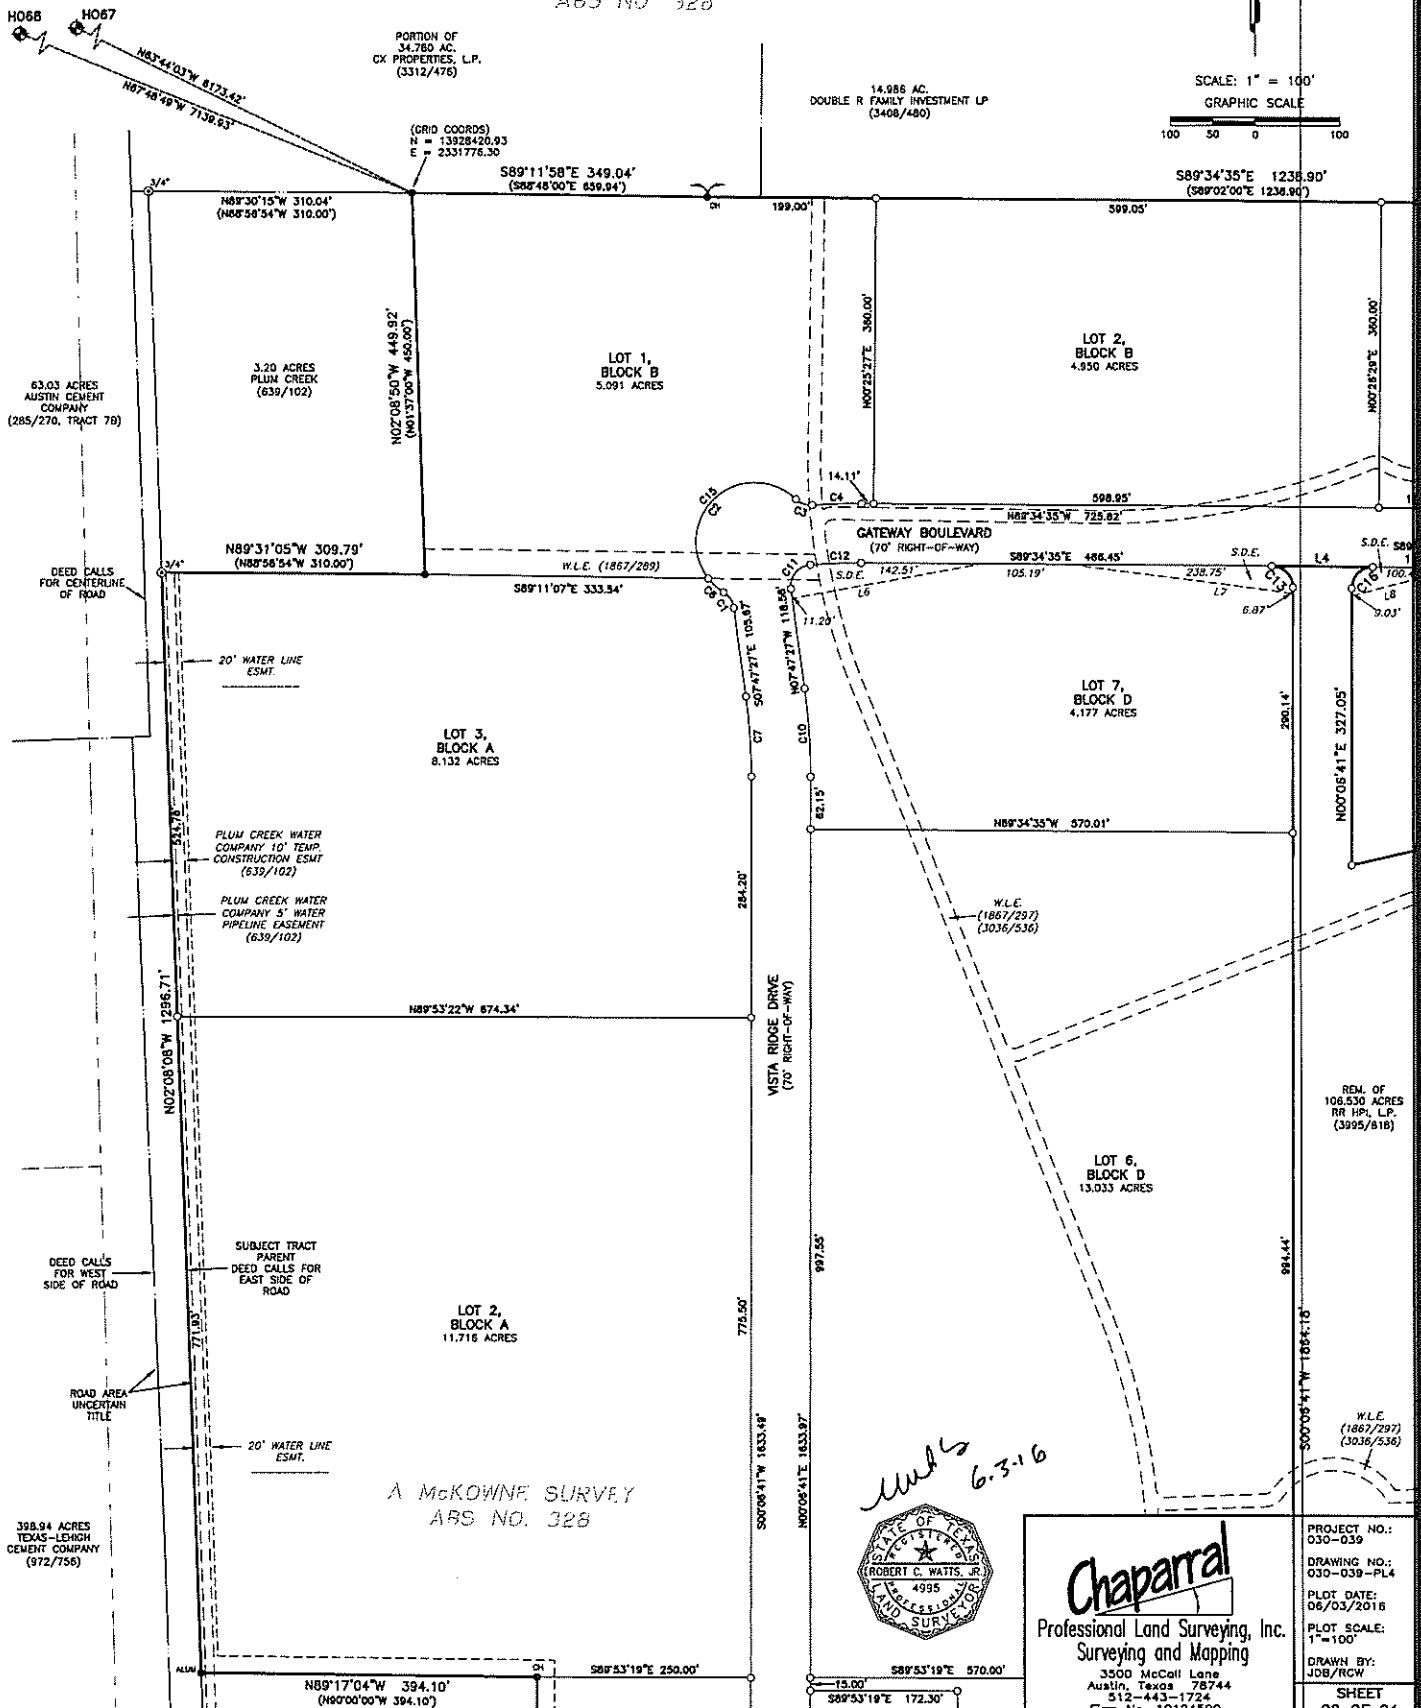 ABS NO 328
H068
H067
N63°44'03"W 6173.42'
N67°48'49"W 7139.93'
PORTION OF
34.760 AC.
CX PROPERTIES, L.P.
(3312/476)
14.986 AC.
DOUBLE R FAMILY INVESTMENT LP
(3408/480)
SCALE: 1" = 100'
GRAPHIC SCALE
100 50 0 100
(GRID COORDS)
N = 13928420.93
E = 2331776.30
3/4"
N89°30'15"W 310.04'
(N88°58'54"W 310.00')
S89°11'58"E 349.04'
(S88°48'00"E 659.94')
CH
199.00'
S89°34'35"E 1238.90'
(S89°02'00"E 1238.90')
599.05'
63.03 ACRES
AUSTIN CEMENT
COMPANY
(285/270, TRACT 7B)
3.20 ACRES
PLUM CREEK
(639/102)
N02°08'50"W 449.92'
(N01°37'00"W 450.00')
LOT 1,
BLOCK B
5.091 ACRES
N00°25'27"E 360.00'
LOT 2,
BLOCK B
4.950 ACRES
N00°25'29"E 360.00'
C15
C2
C3
14.11'
C4
598.95'
N89°34'35"W 725.82'
GATEWAY BOULEVARD
(70' RIGHT-OF-WAY)
DEED CALLS
FOR CENTERLINE
OF ROAD
3/4"
N89°31'05"W 309.79'
(N88°56'54"W 310.00')
W.L.E. (1867/289)
S89°11'07"E 333.54'
C8
C1
C11
C12
S.D.E.
142.51'
L6
11.20'
S89°34'35"E 486.45'
105.19'
238.75'
S.D.E.
L7
C13
6.87'
L4
S.D.E.
S89
C16
100.4
L8
9.03'
20' WATER LINE
ESMT.
S07°47'27"E 105.67'
N07°47'27"W 118.56'
C7
C10
LOT 3,
BLOCK A
8.132 ACRES
LOT 7,
BLOCK D
4.177 ACRES
290.14'
N00°06'41"E 327.05'
62.15'
N89°34'35"W 570.01'
524.78'
PLUM CREEK WATER
COMPANY 10' TEMP.
CONSTRUCTION ESMT
(639/102)
PLUM CREEK WATER
COMPANY 5' WATER
PIPELINE EASEMENT
(639/102)
284.20'
W.L.E.
(1867/297)
(3036/536)
N02°08'08"W 1296.71'
N89°53'22"W 674.34'
VISTA RIDGE DRIVE
(70' RIGHT-OF-WAY)
REM. OF
106.530 ACRES
RR HPI, L.P.
(3995/818)
LOT 6,
BLOCK D
13.033 ACRES
DEED CALLS
FOR WEST
SIDE OF ROAD
SUBJECT TRACT
PARENT
DEED CALLS FOR
EAST SIDE OF
ROAD
997.55'
994.44'
LOT 2,
BLOCK A
11.716 ACRES
775.50'
771.93'
S00°06'41"W 1864.18'
ROAD AREA
UNCERTAIN
TITLE
20' WATER LINE
ESMT.
S00°06'41"W 1633.49'
N00°06'41"E 1633.97'
W.L.E.
(1867/297)
(3036/536)
A McKOWNE SURVEY
ABS NO. 328
6-3-16
398.94 ACRES
TEXAS-LEHIGH
CEMENT COMPANY
(972/756)
STATE OF TEXAS
REGISTERED
ROBERT C. WATTS, JR.
4995
PROFESSIONAL
LAND SURVEYOR
Chaparral
Professional Land Surveying, Inc.
Surveying and Mapping
3500 McCall Lane
Austin, Texas 78744
512-443-1724
PROJECT NO.:
030-039
DRAWING NO.:
030-039-PL4
PLOT DATE:
06/03/2016
PLOT SCALE:
1"=100'
DRAWN BY:
JDB/RCW
SHEET
ALUM
N89°17'04"W 394.10'
(N90°00'00"W 394.10')
CH
S89°53'19"E 250.00'
S89°53'19"E 570.00'
15.00'
S89°53'19"E 172.30'